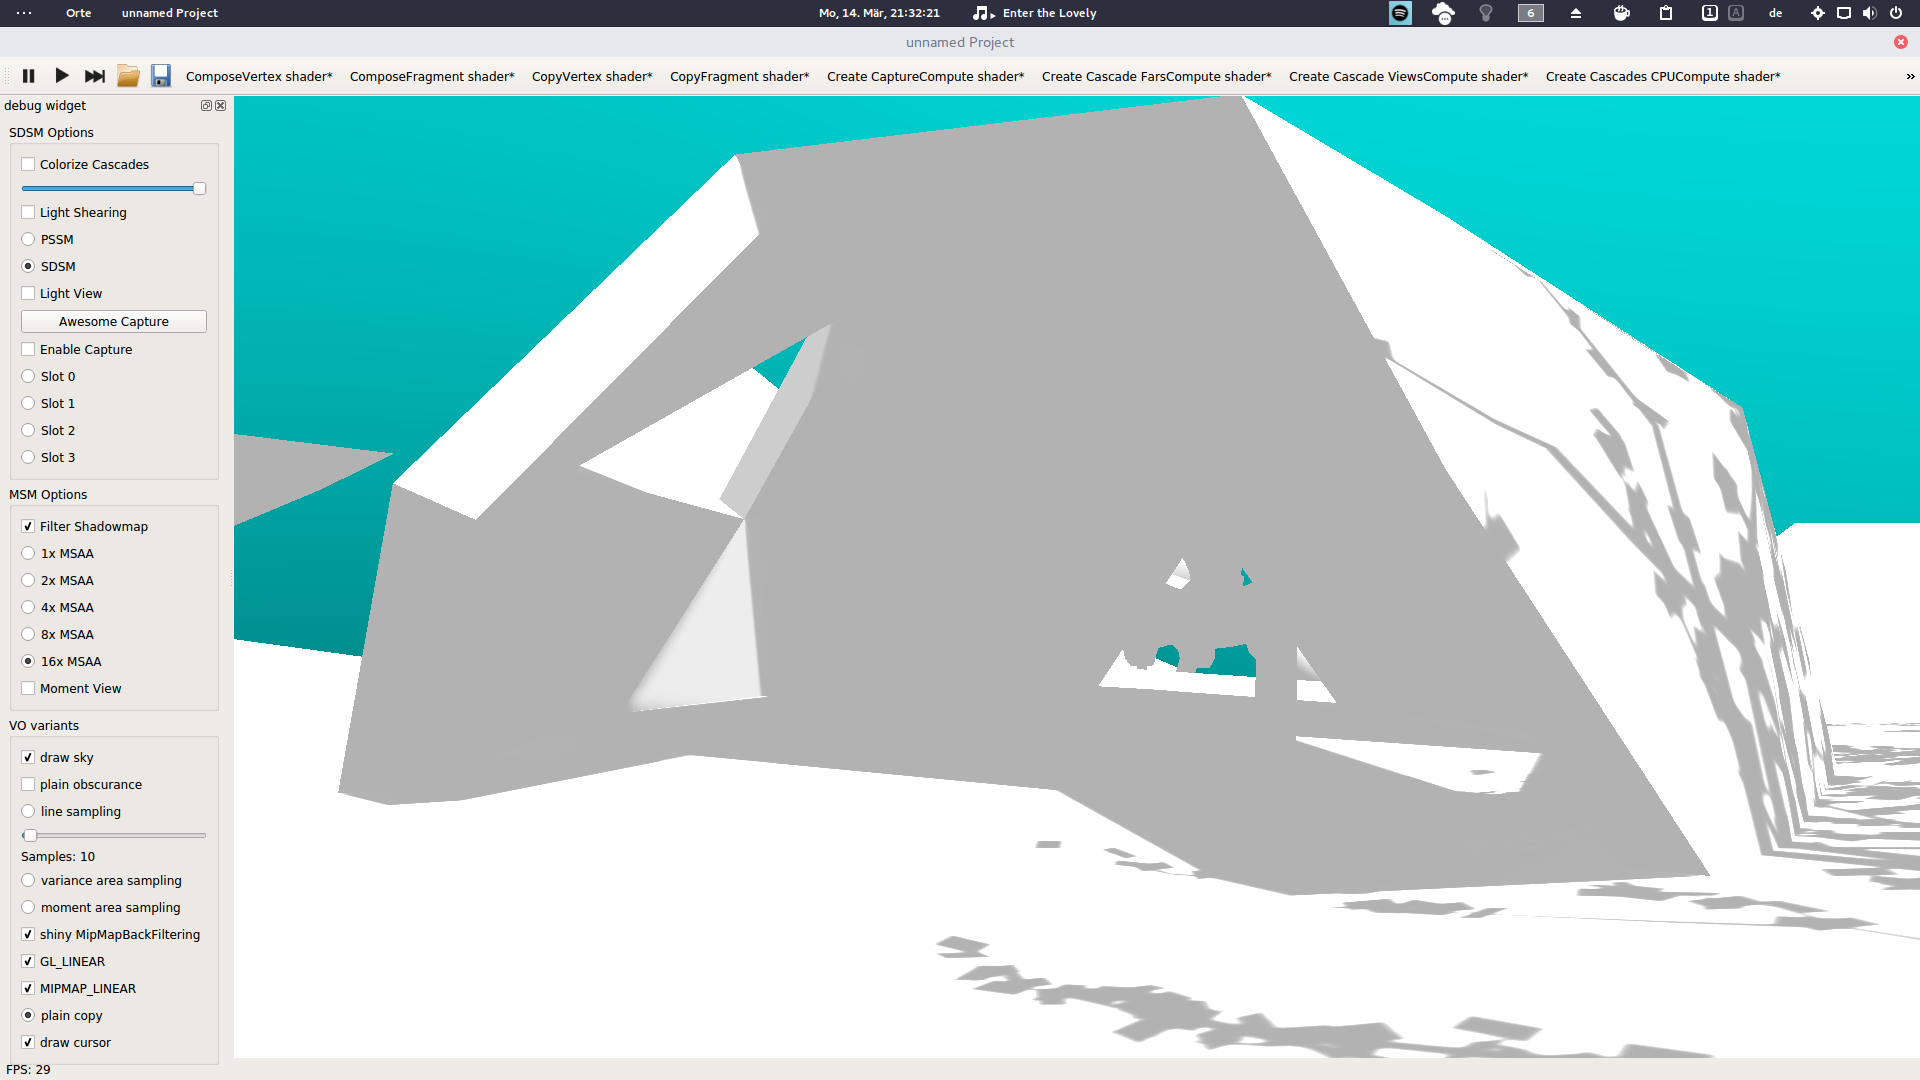 Orte
unnamed Project
Mo, 14. Mär, 21:32:21
Enter the Lovely
6
1
A
de
unnamed Project
ComposeVertex shader*
ComposeFragment shader*
CopyVertex shader*
CopyFragment shader*
Create CaptureCompute shader*
Create Cascade FarsCompute shader*
Create Cascade ViewsCompute shader*
Create Cascades CPUCompute shader*
»
debug widget
SDSM Options
Colorize Cascades
Light Shearing
PSSM
SDSM
Light View
Awesome Capture
Enable Capture
Slot 0
Slot 1
Slot 2
Slot 3
MSM Options
Filter Shadowmap
1x MSAA
2x MSAA
4x MSAA
8x MSAA
16x MSAA
Moment View
VO variants
draw sky
plain obscurance
line sampling
Samples: 10
variance area sampling
moment area sampling
shiny MipMapBackFiltering
GL_LINEAR
MIPMAP_LINEAR
plain copy
draw cursor
FPS: 29